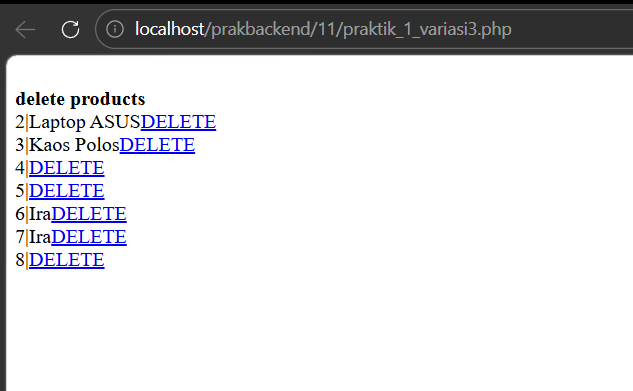 localhost/prakbackend/11/praktik_1_variasi3.php
delete products
2|Laptop ASUSDELETE
3|Kaos PolosDELETE
4|DELETE
5|DELETE
6|IraDELETE
7|IraDELETE
8|DELETE